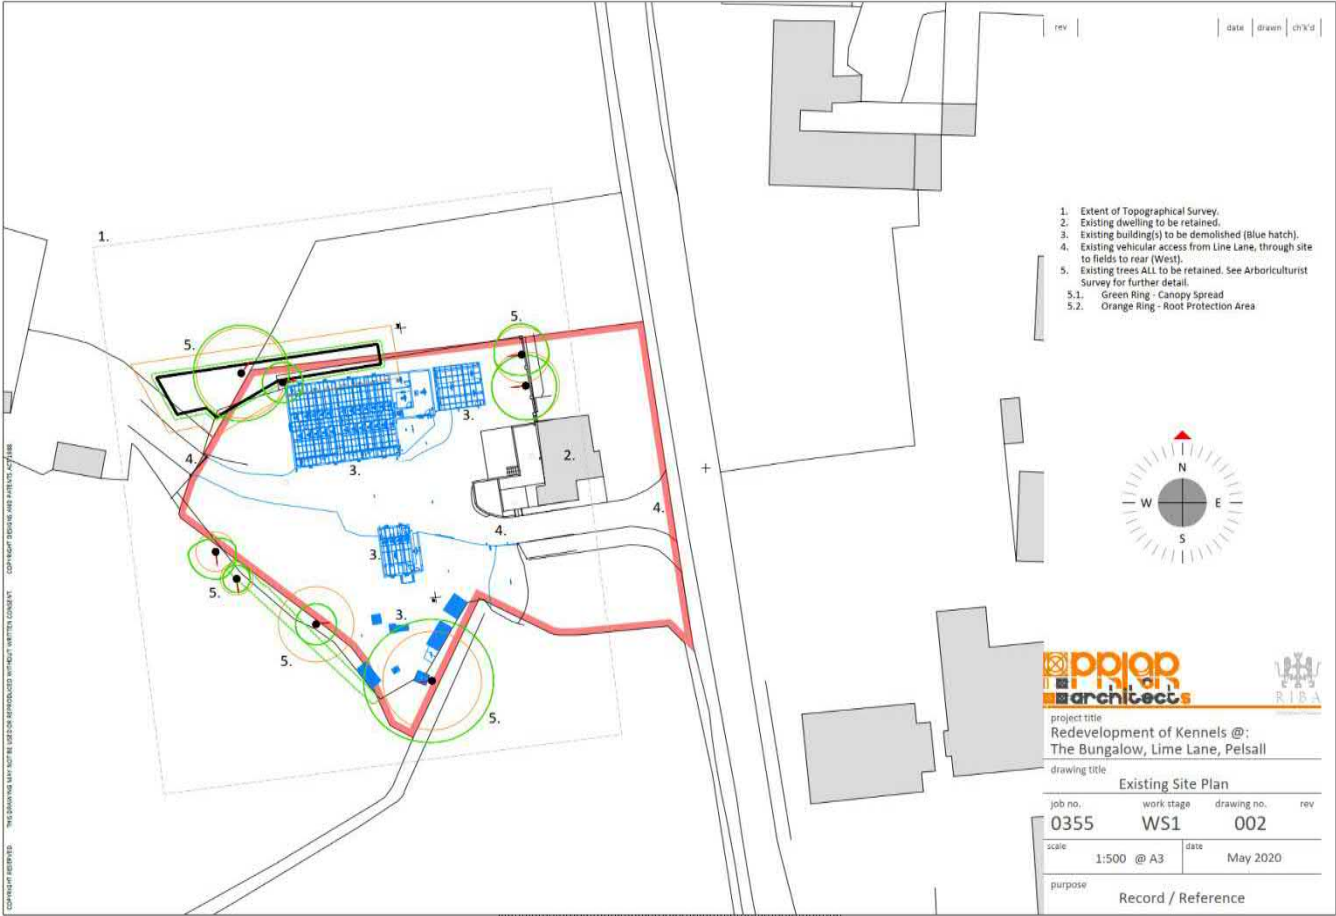 rev date drawn ch'k'd
1. Extent of Topographical Survey.
2. Existing dwelling to be retained.
3. Existing building(s) to be demolished (Blue hatch).
4. Existing vehicular access from Line Lane, through site
to fields to rear (West).
5. Existing trees ALL to be retained. See Arboriculturist
Survey for further detail.
5.1. Green Ring - Canopy Spread
5.2. Orange Ring - Root Protection Area
1.
5.
5.
3.
2.
4.
3.
4.
4.
3.
5.
3.
5.
5.
N
W E
S
architects
RIBA
project title
Redevelopment of Kennels @:
The Bungalow, Lime Lane, Pelsall
drawing title
Existing Site Plan
job no. work stage drawing no. rev
0355 WS1 002
scale date
1:500 @ A3 May 2020
purpose
Record / Reference
COPYRIGHT RESERVED. THIS DRAWING MAY NOT BE USED OR REPRODUCED WITHOUT WRITTEN CONSENT. COPYRIGHT DESIGNS AND PATENTS ACT 1988